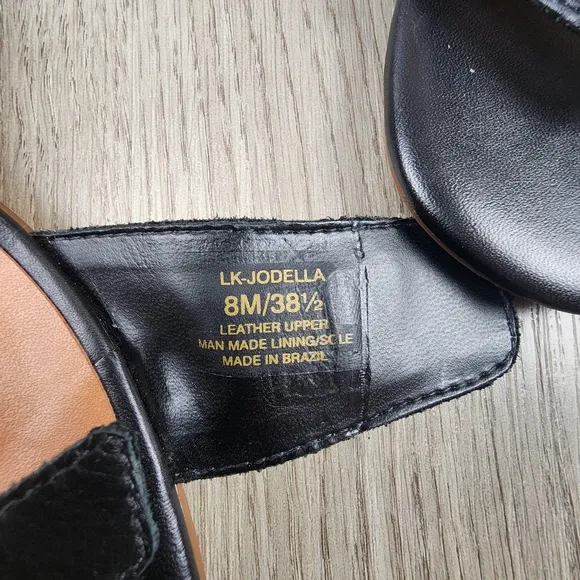 LK-JODELLA
8M/38½
LEATHER UPPER
MAN MADE LINING/SOLE
MADE IN BRAZIL